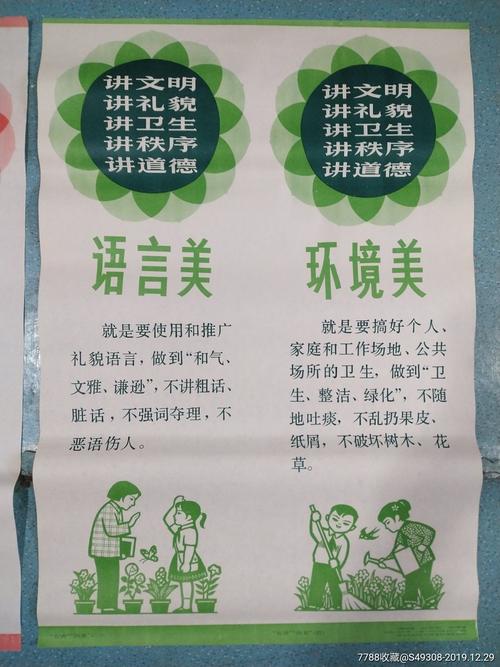 讲文明
讲礼貌
讲卫生
讲秩序
讲道德
语言美
就是要使用和推广
礼貌语言，做到“和气、
文雅、谦逊”，不讲粗话、
脏话，不强词夺理，不
恶语伤人。
讲文明
讲礼貌
讲卫生
讲秩序
讲道德
环境美
就是要搞好个人、
家庭和工作场地、公共
场所的卫生，做到“卫
生、整洁、绿化”，不随
地吐痰，不乱扔果皮、
纸屑，不破坏树木、花
草。
7788收藏@S49308-2019.12.29